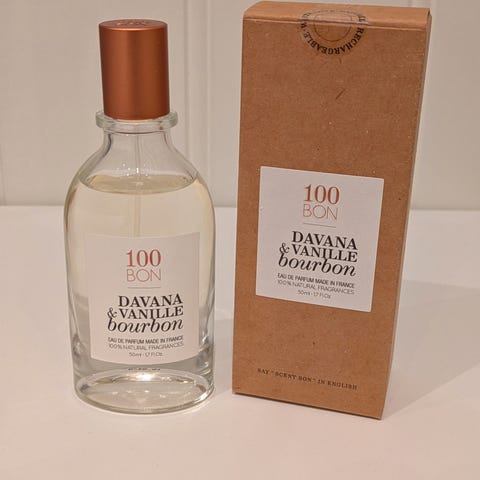 100
BON
DAVANA
& VANILLE
bourbon
EAU DE PARFUM MADE IN FRANCE
100% NATURAL FRAGRANCES
50ml - 1.7 Fl.Oz.
RECHARGEABLE
100
BON
DAVANA
& VANILLE
bourbon
EAU DE PARFUM MADE IN FRANCE
100% NATURAL FRAGRANCES
50ml - 1.7 Fl.Oz.
SAY "SCENT BON" IN ENGLISH